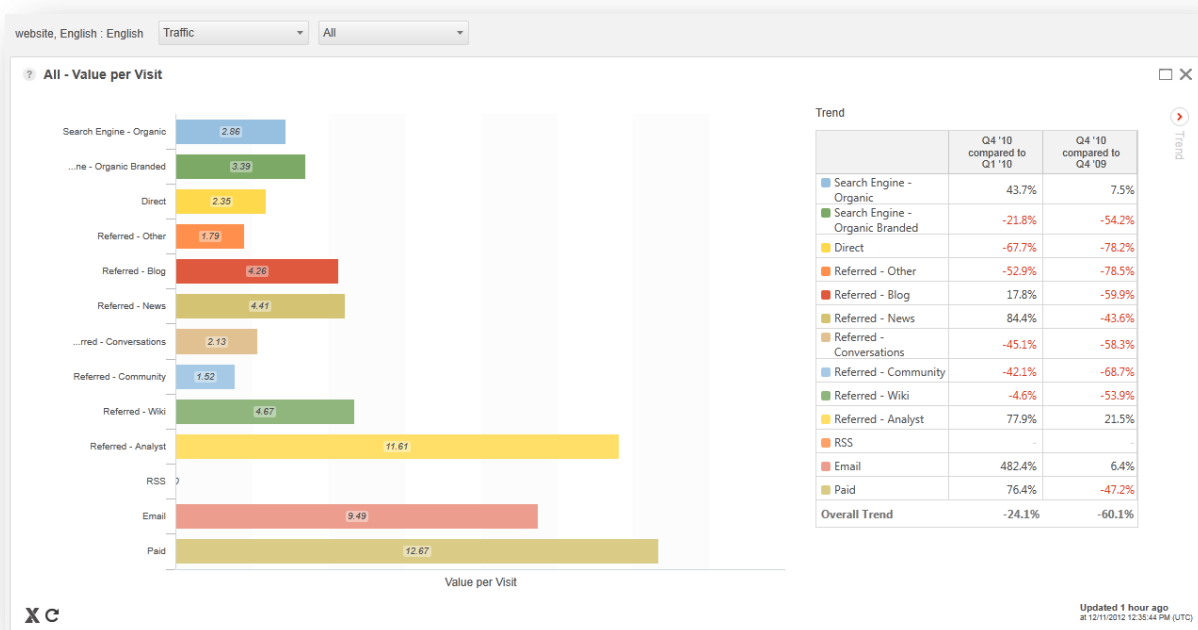 website, English : English
Traffic
All
? All - Value per Visit
Search Engine - Organic 2.86
...ne - Organic Branded 3.39
Direct 2.35
Referred - Other 1.79
Referred - Blog 4.26
Referred - News 4.41
...rred - Conversations 2.13
Referred - Community 1.52
Referred - Wiki 4.67
Referred - Analyst 11.61
RSS 0
Email 9.49
Paid 12.67
Value per Visit
Trend
Q4 '10
compared to
Q1 '10
Q4 '10
compared to
Q4 '09
Search Engine -
Organic 43.7% 7.5%
Search Engine -
Organic Branded -21.8% -54.2%
Direct -67.7% -78.2%
Referred - Other -52.9% -78.5%
Referred - Blog 17.8% -59.9%
Referred - News 84.4% -43.6%
Referred -
Conversations -45.1% -58.3%
Referred - Community -42.1% -68.7%
Referred - Wiki -4.6% -53.9%
Referred - Analyst 77.9% 21.5%
RSS - -
Email 482.4% 6.4%
Paid 76.4% -47.2%
Overall Trend -24.1% -60.1%
Trend
Updated 1 hour ago
at 12/11/2012 12:35:44 PM (UTC)